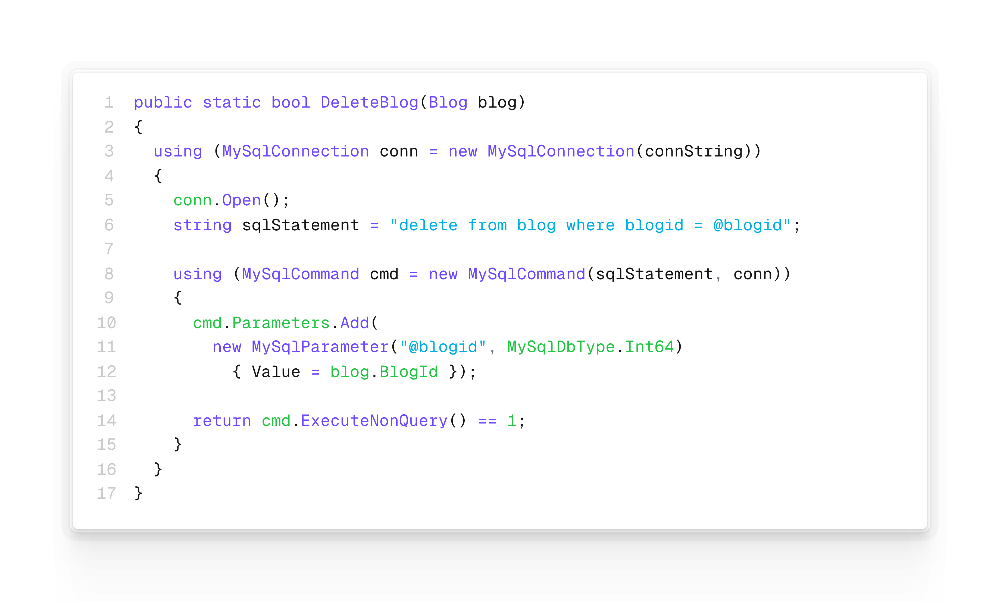 1 public static bool DeleteBlog(Blog blog)
2 {
3   using (MySqlConnection conn = new MySqlConnection(connString))
4   {
5     conn.Open();
6     string sqlStatement = "delete from blog where blogid = @blogid";
7
8     using (MySqlCommand cmd = new MySqlCommand(sqlStatement, conn))
9     {
10       cmd.Parameters.Add(
11         new MySqlParameter("@blogid", MySqlDbType.Int64)
12           { Value = blog.BlogId });
13
14       return cmd.ExecuteNonQuery() == 1;
15     }
16   }
17 }